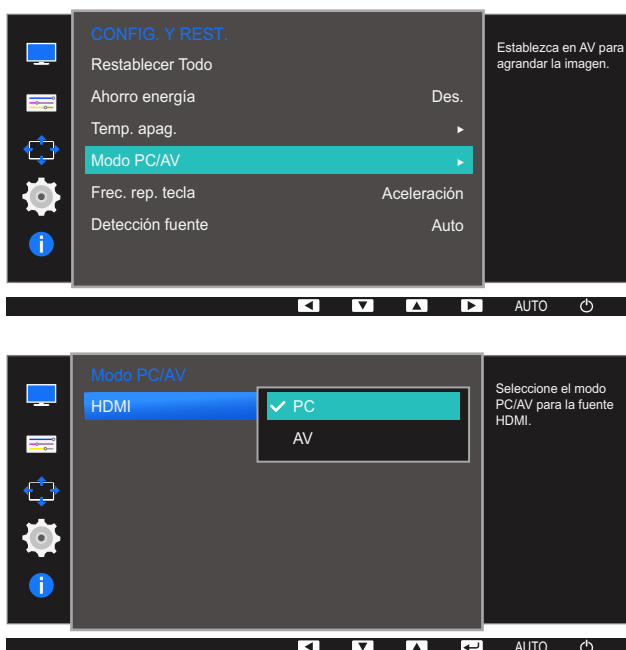 CONFIG. Y REST.
Restablecer Todo
Ahorro energía Des.
Temp. apag.
Modo PC/AV
Frec. rep. tecla Aceleración
Detección fuente Auto
Establezca en AV para
agrandar la imagen.
AUTO
Modo PC/AV
HDMI PC
AV
Seleccione el modo
PC/AV para la fuente
HDMI.
AUTO